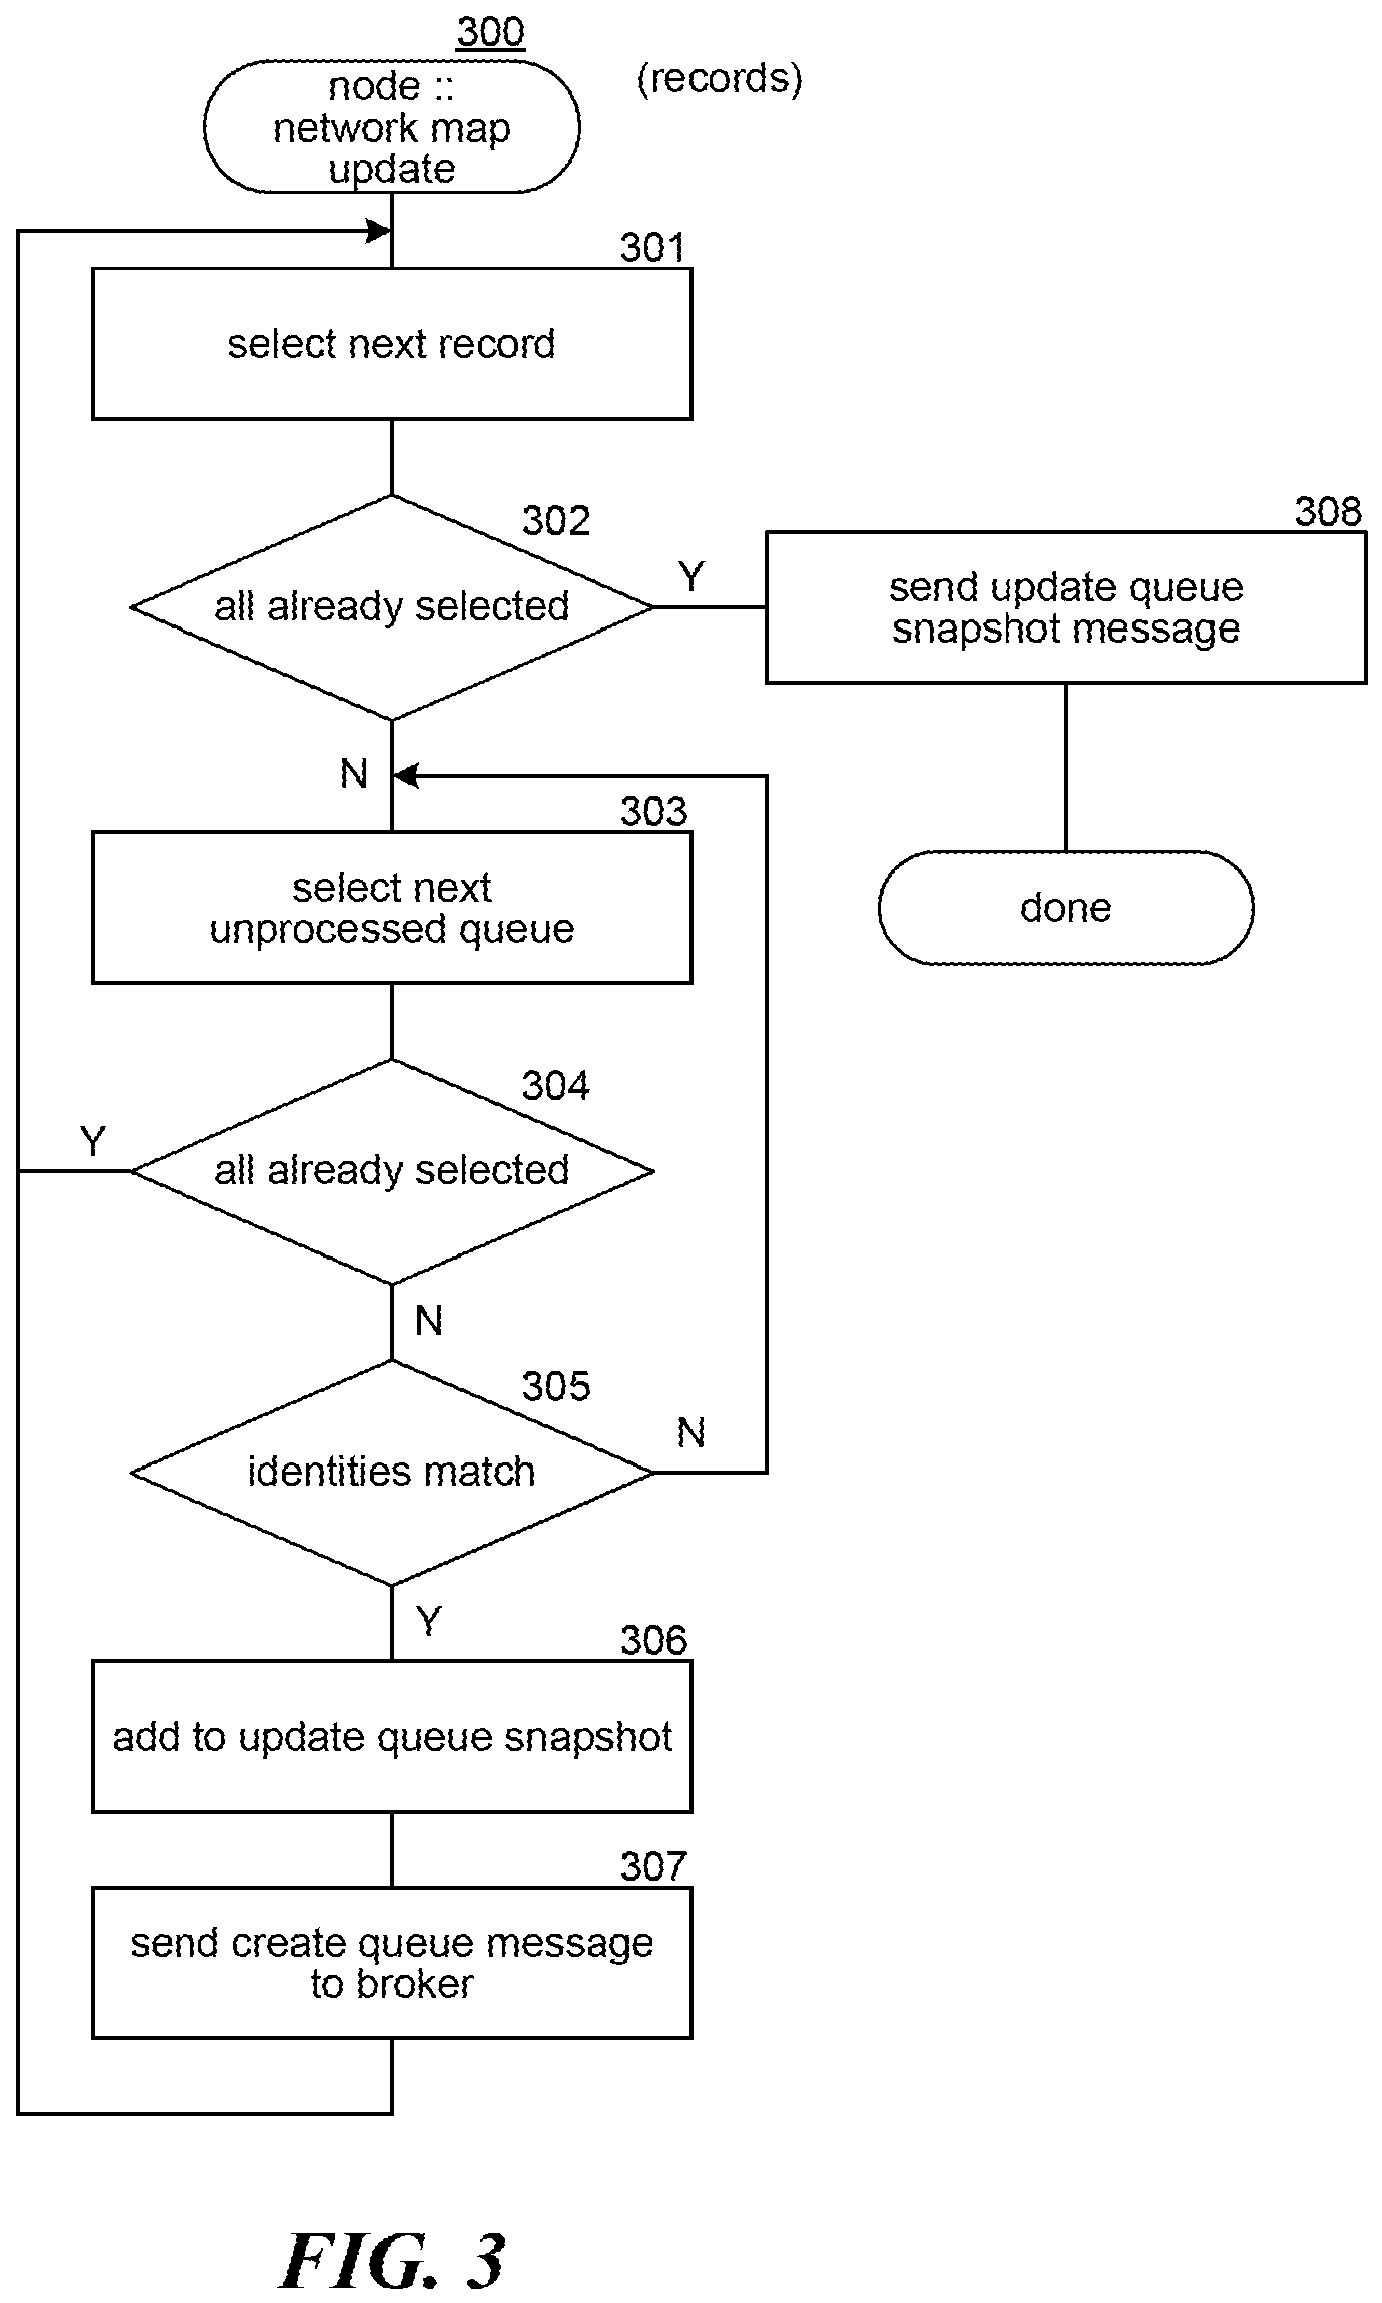 300
node ::
network map
update
(records)
301
select next record
302
all already selected
Y
308
send update queue
snapshot message
N
303
select next
unprocessed queue
done
304
Y
all already selected
N
305
identities match
N
Y
306
add to update queue snapshot
307
send create queue message
to broker
FIG. 3